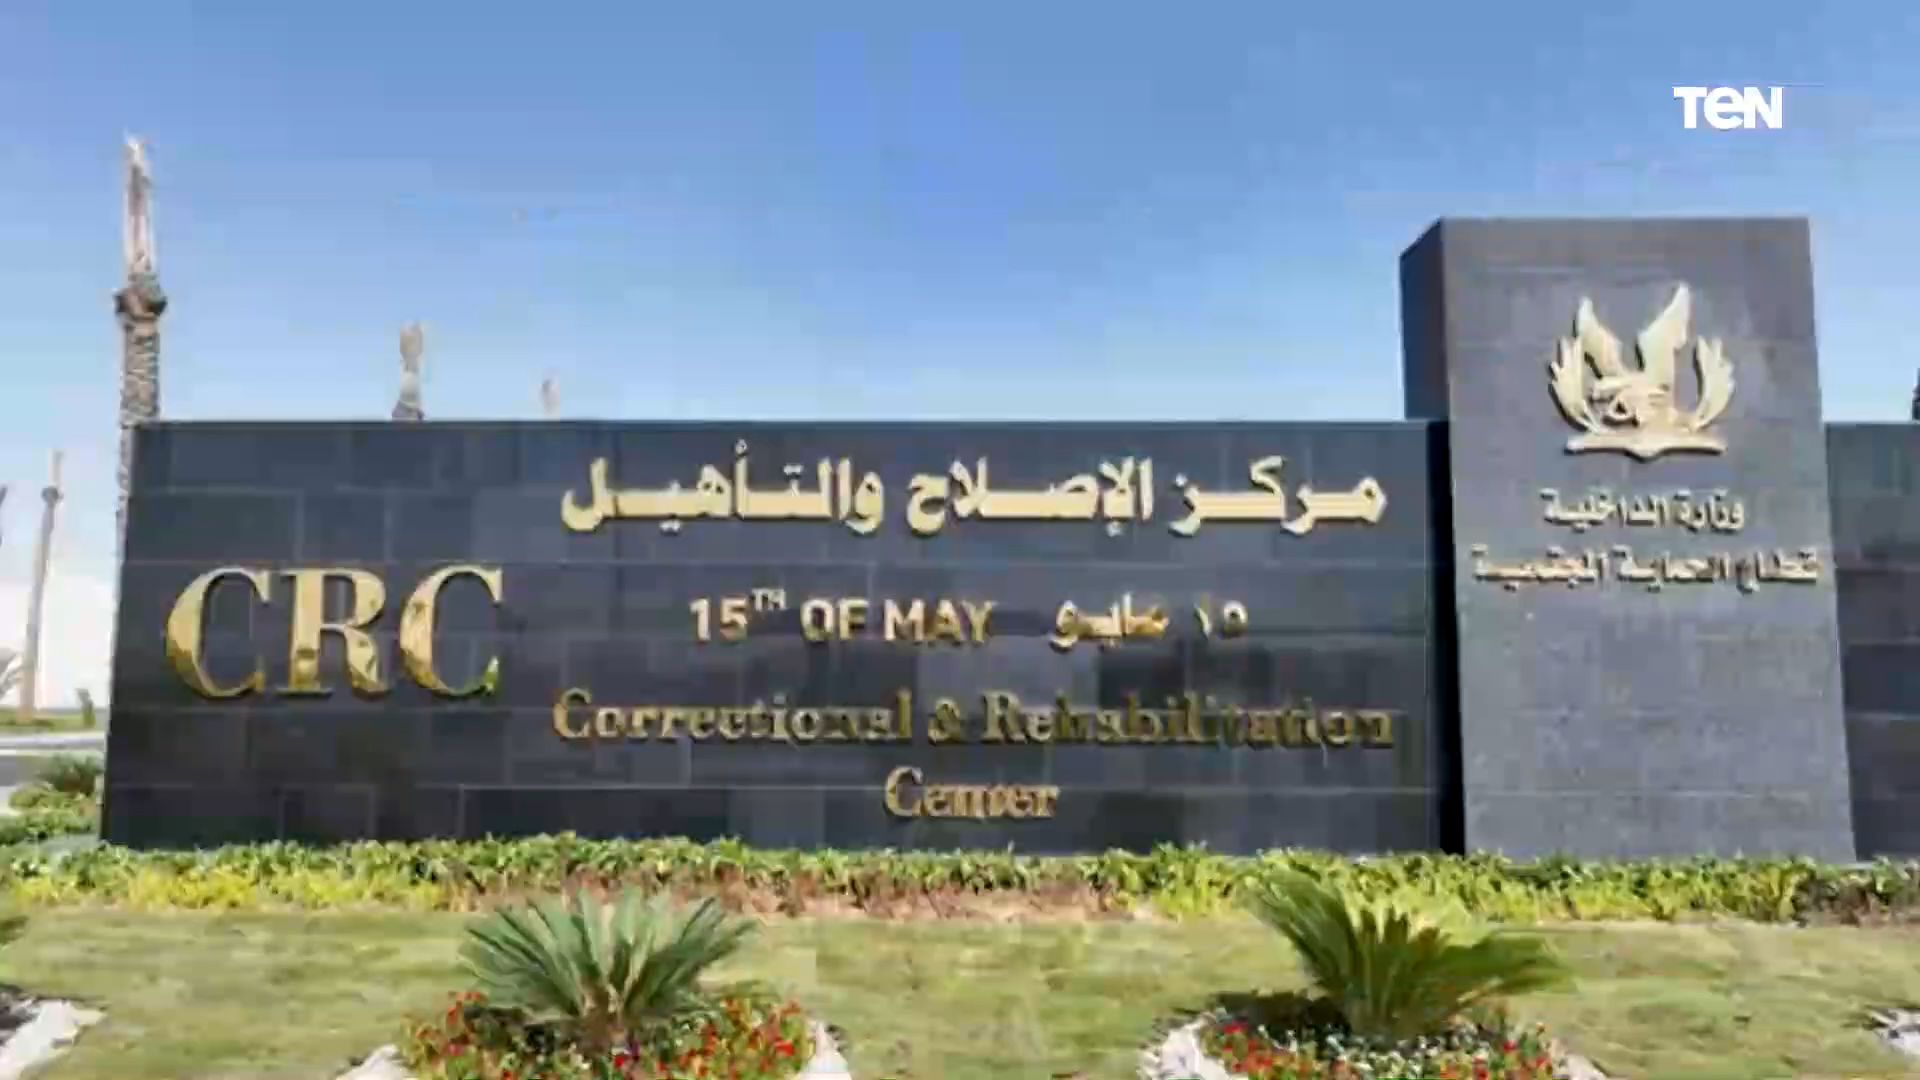 TEN
مركز الإصلاح والتأهيل
CRC
15TH OF MAY ١٥ مايو
Correctional & Rehabilitation
Center
وزارة الداخلية
قطاع الحماية المجتمعية